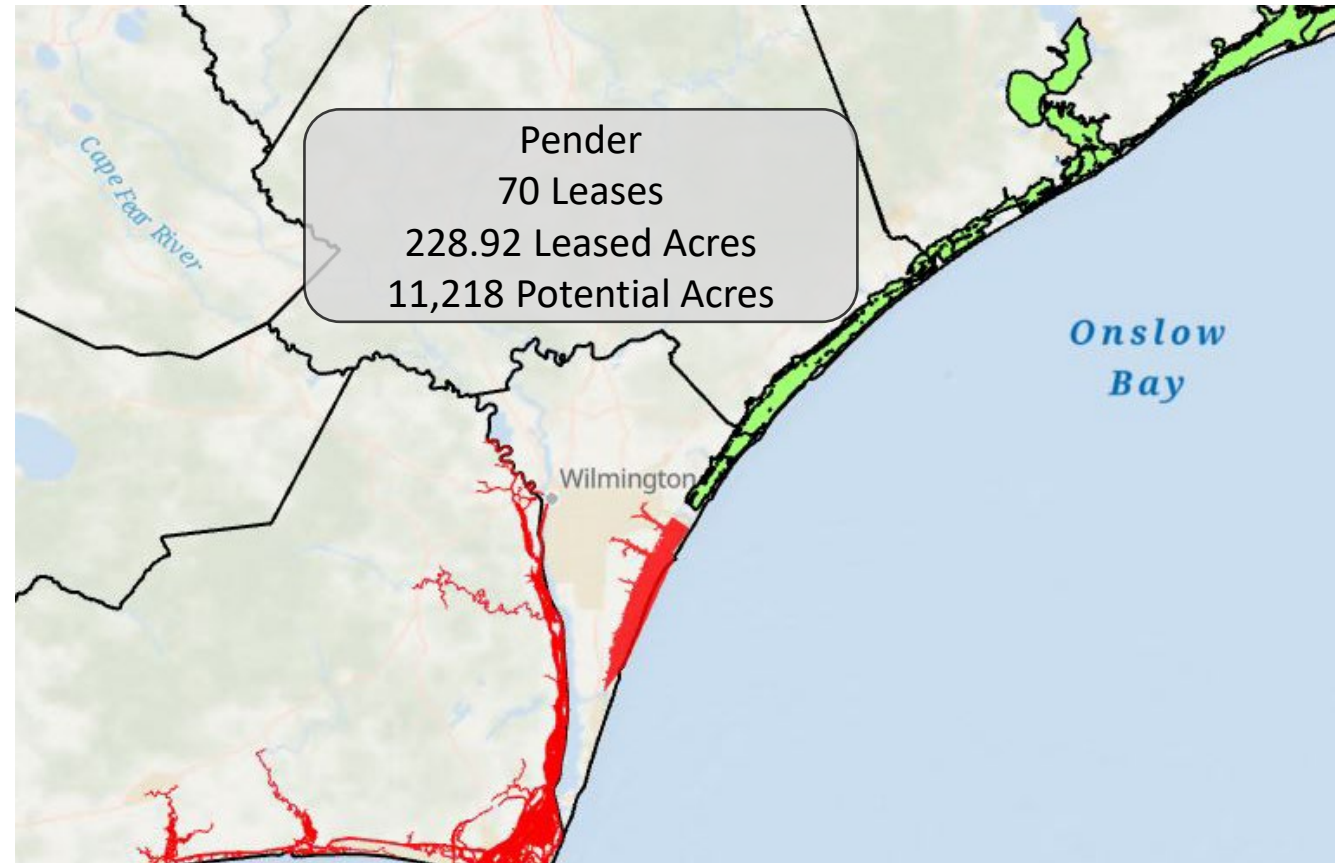 Pender
70 Leases
228.92 Leased Acres
11,218 Potential Acres
Cape Fear River
Onslow
Bay
Wilmington